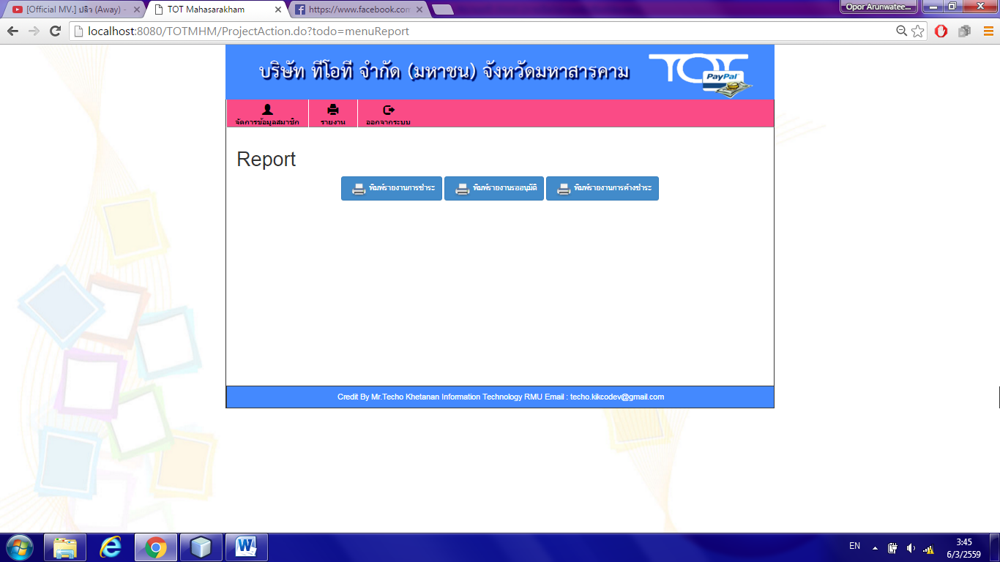 [Official MV.] ปลิว (Away) - TOT Mahasarakham https://www.facebook.com Opor Arunwatee...
localhost:8080/TOTMHM/ProjectAction.do?todo=menuReport
บริษัท ทีโอที จำกัด (มหาชน) จังหวัดมหาสารคาม TOT
PayPal
จัดการข้อมูลสมาชิก รายงาน ออกจากระบบ
Report
พิมพ์รายงานการชำระ พิมพ์รายงานรออนุมัติ พิมพ์รายงานการค้างชำระ
Credit By Mr.Techo Khetanan Information Technology RMU Email : techo.kikcodev@gmail.com
EN 3:45
6/3/2559